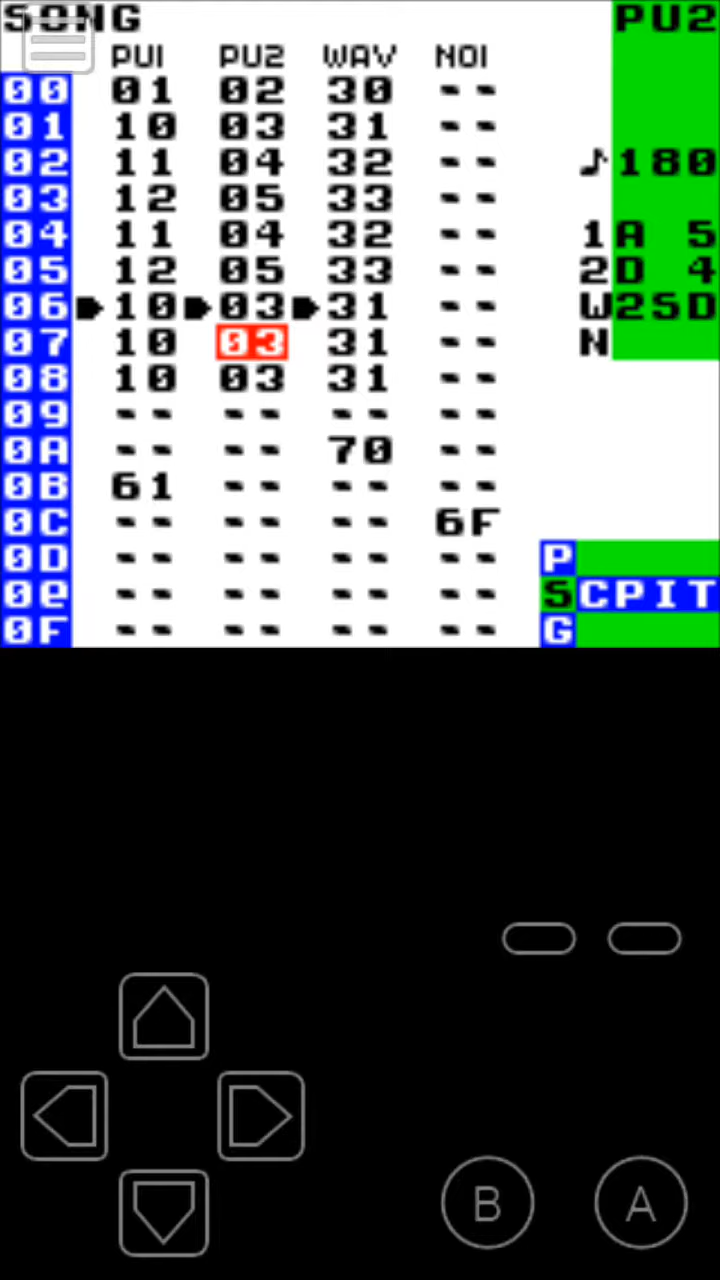 SONG PU2
PU1 PU2 WAV NOI
00 01 02 30 --
01 10 03 31 --
02 11 04 32 -- ♪180
03 12 05 33 --
04 11 04 32 -- 1A 5
05 12 05 33 -- 2D 4
06 10 03 31 -- W25D
07 10 03 31 -- N
08 10 03 31 --
09 -- -- -- --
0A -- -- 70 --
0B 61 -- -- --
0C -- -- -- 6F
0D -- -- -- -- P
0e -- -- -- -- SCPIT
0F -- -- -- -- G
B A